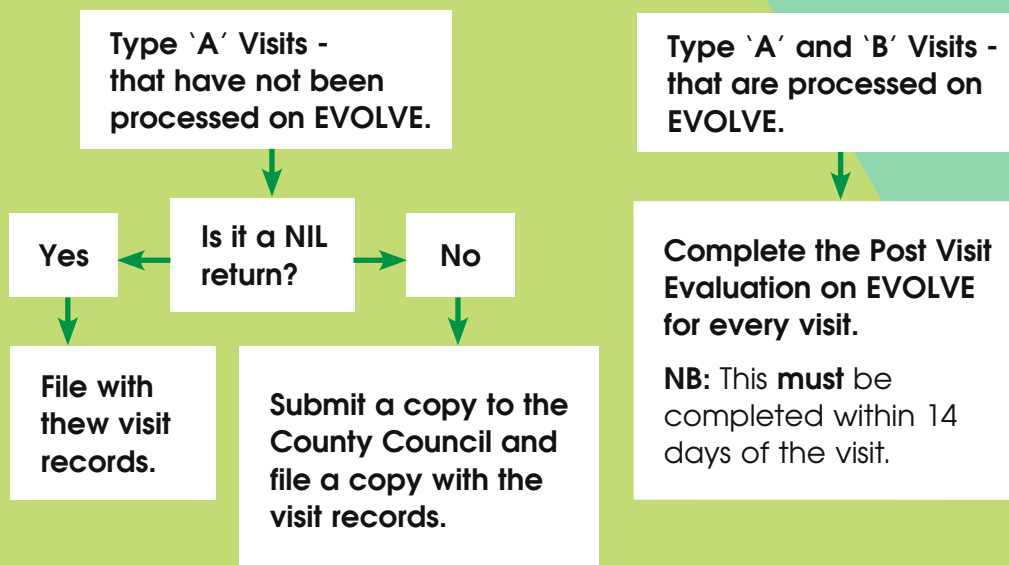 Type ‘A’ Visits -
that have not been
processed on EVOLVE.
Is it a NIL
return?
Yes
No
File with
thew visit
records.
Submit a copy to the
County Council and
file a copy with the
visit records.
Type ‘A’ and ‘B’ Visits -
that are processed on
EVOLVE.
Complete the Post Visit
Evaluation on EVOLVE
for every visit.
NB: This must be
completed within 14
days of the visit.